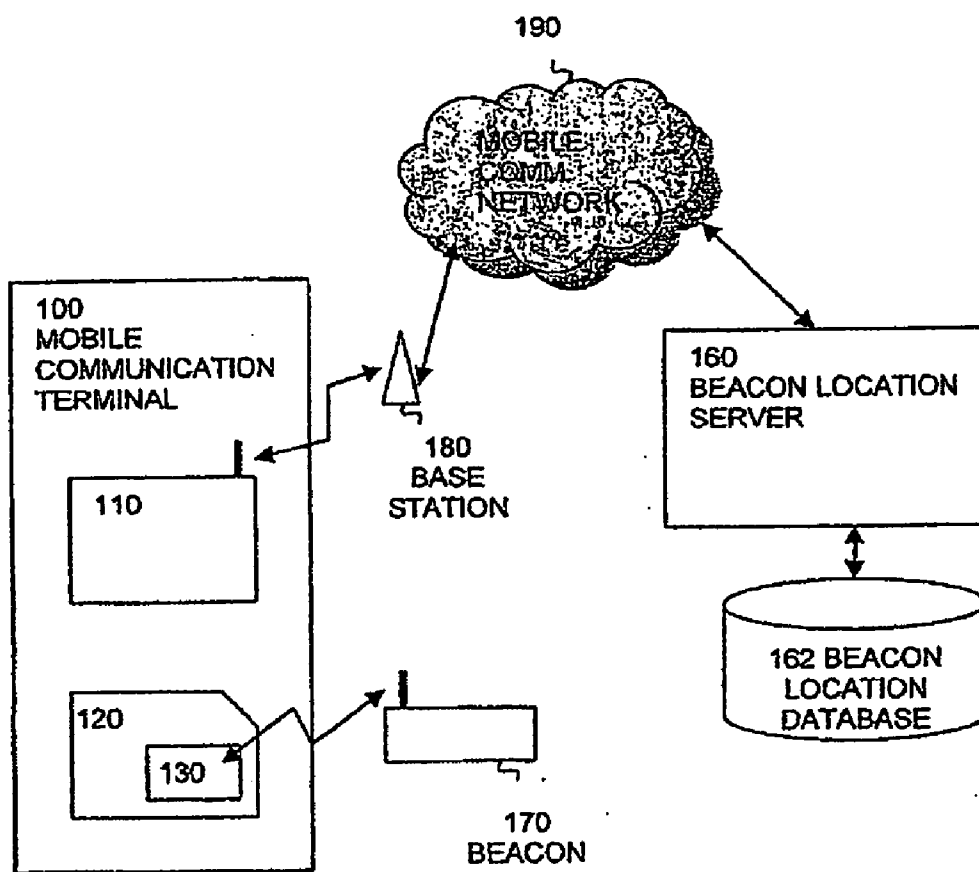 190
MOBILE
COMM.
NETWORK
100
MOBILE
COMMUNICATION
TERMINAL
160
BEACON LOCATION
SERVER
180
BASE
STATION
110
162 BEACON
LOCATION
DATABASE
120
130
170
BEACON